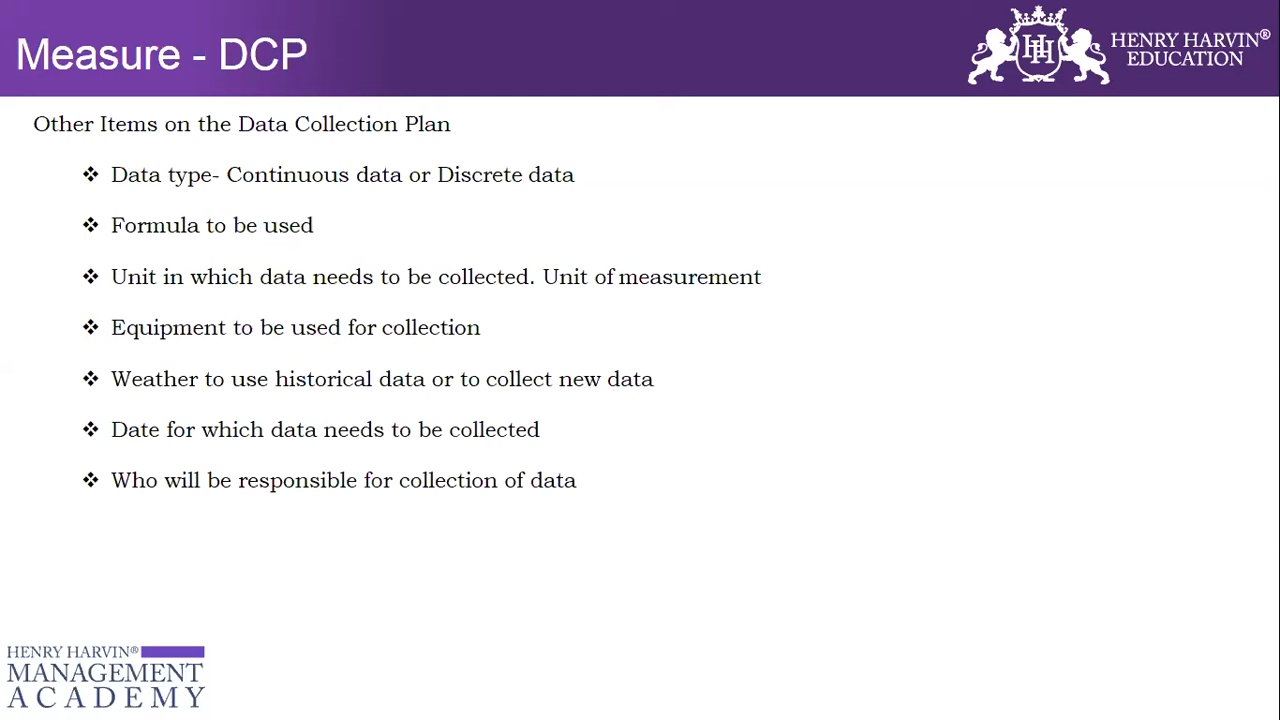 Measure - DCP
HENRY HARVIN®
EDUCATION
Other Items on the Data Collection Plan
❖ Data type- Continuous data or Discrete data
❖ Formula to be used
❖ Unit in which data needs to be collected. Unit of measurement
❖ Equipment to be used for collection
❖ Weather to use historical data or to collect new data
❖ Date for which data needs to be collected
❖ Who will be responsible for collection of data
HENRY HARVIN®
MANAGEMENT
ACADEMY